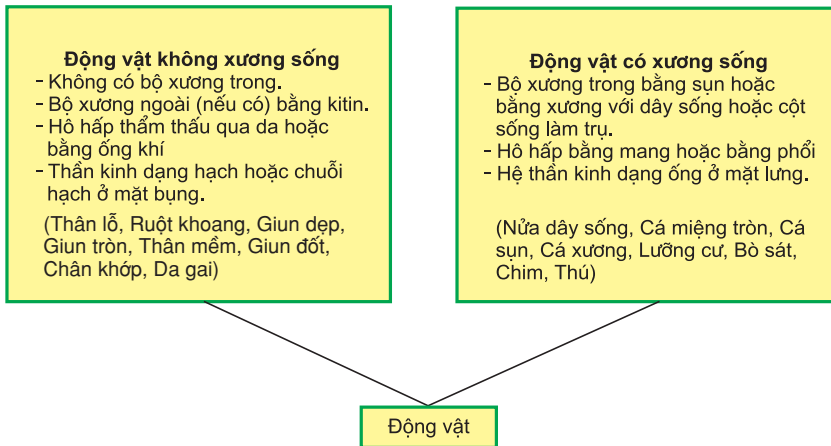 Động vật không xương sống
- Không có bộ xương trong.
- Bộ xương ngoài (nếu có) bằng kitin.
- Hô hấp thẩm thấu qua da hoặc
bằng ống khí
- Thần kinh dạng hạch hoặc chuỗi
hạch ở mặt bụng.
(Thân lỗ, Ruột khoang, Giun dẹp,
Giun tròn, Thân mềm, Giun đốt,
Chân khớp, Da gai)
Động vật có xương sống
- Bộ xương trong bằng sụn hoặc
bằng xương với dây sống hoặc cột
sống làm trụ.
- Hô hấp bằng mang hoặc bằng phổi
- Hệ thần kinh dạng ống ở mặt lưng.
(Nửa dây sống, Cá miệng tròn, Cá
sụn, Cá xương, Lưỡng cư, Bò sát,
Chim, Thú)
Động vật